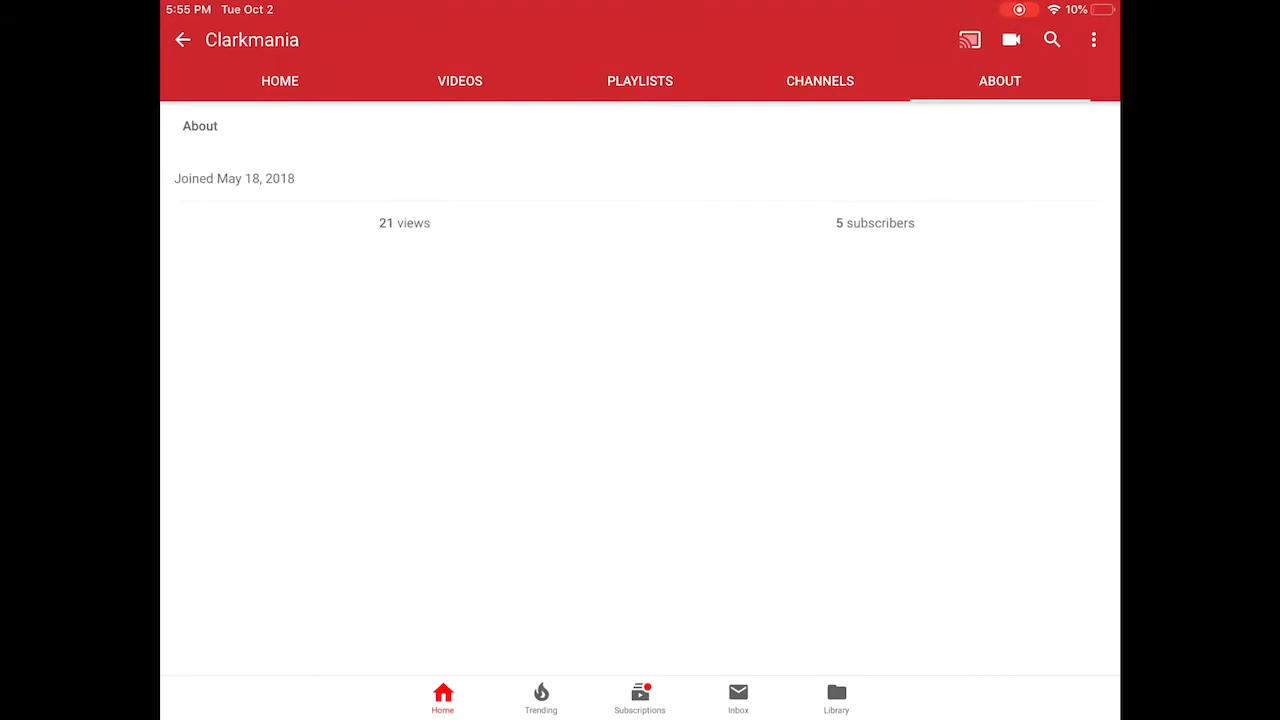 5:55 PM Tue Oct 2 10%
Clarkmania
HOME VIDEOS PLAYLISTS CHANNELS ABOUT
About
Joined May 18, 2018
21 views 5 subscribers
Home Trending Subscriptions Inbox Library